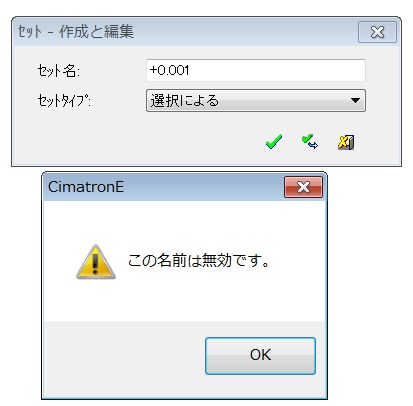 ｾｯﾄ - 作成と編集
ｾｯﾄ名:
+0.001
ｾｯﾄﾀｲﾌﾟ:
選択による
CimatronE
この名前は無効です。
OK